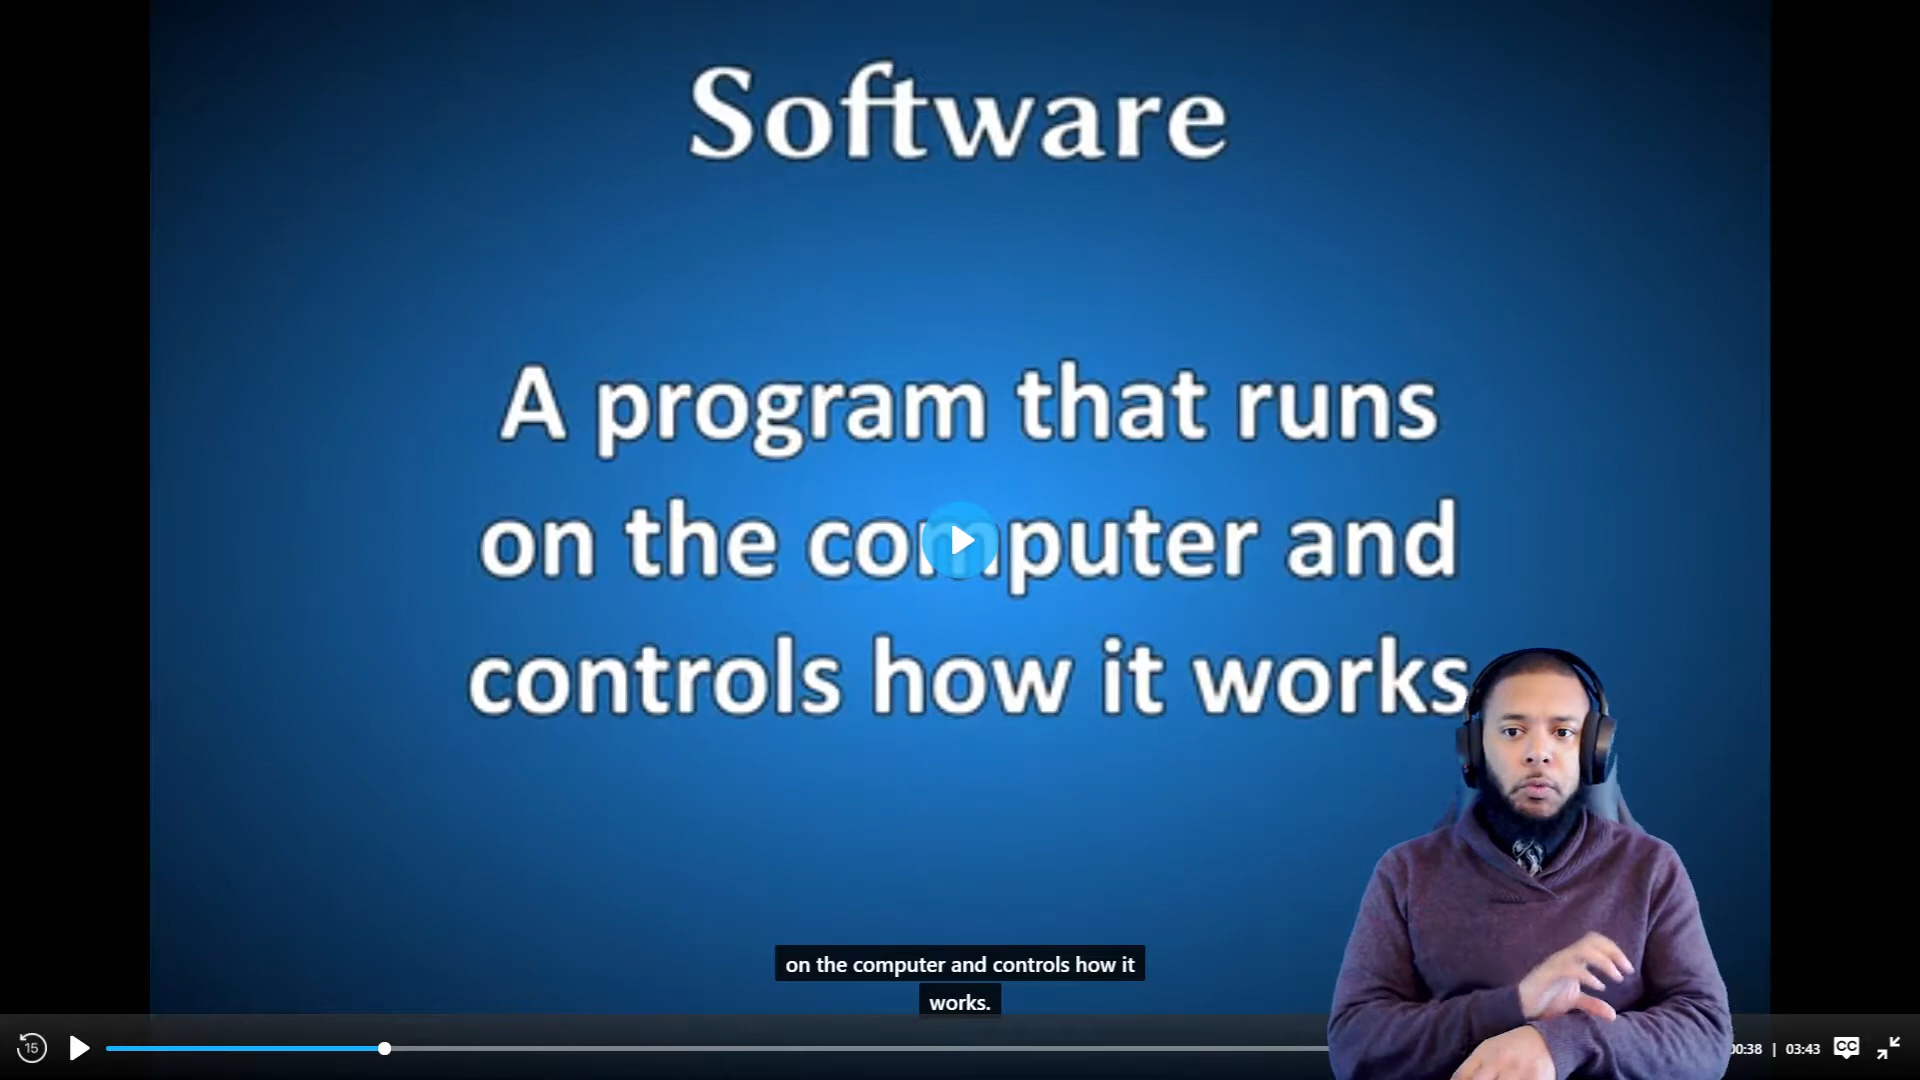 Software
A program that runs
on the computer and
controls how it works
on the computer and controls how it
works.
15
00:38 | 03:43
CC